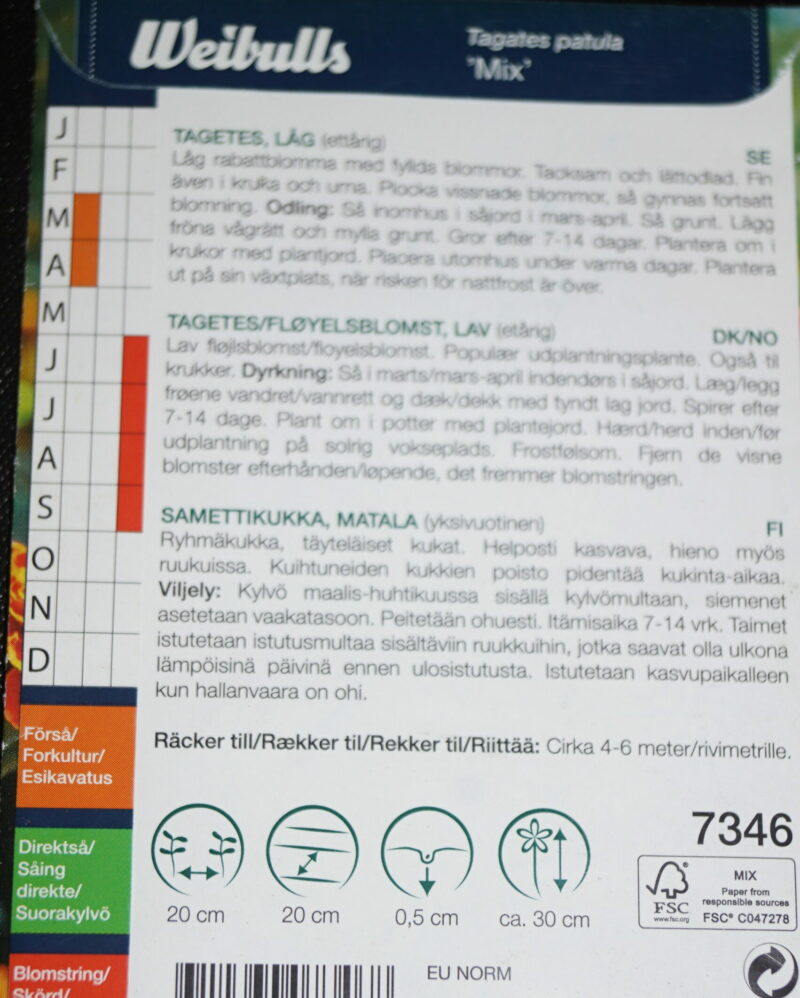 Weibulls
Tagates patula
'Mix'
J
F
M
A
M
J
J
A
S
O
N
D
TAGETES, LÅG (ettårig)
SE
Låg rabattblomma med fyllda blommor. Tacksam och lättodlad. Fin
även i kruka och urna. Plocka vissnade blommor, så gynnas fortsatt
blomning. Odling: Så inomhus i såjord i mars-april. Så grunt. Lägg
fröna vågrätt och mylla grunt. Gror efter 7-14 dagar. Plantera om i
krukor med plantjord. Placera utomhus under varma dagar. Plantera
ut på sin växtplats, när risken för nattfrost är över.
TAGETES/FLØYELSBLOMST, LAV (etårig)
DK/NO
Lav fløjlsblomst/floyelsblomst. Populær udplantningsplante. Også til
krukker. Dyrkning: Så i marts/mars-april indendørs i såjord. Læg/legg
frøene vandret/vannrett og dæk/dekk med tyndt lag jord. Spirer efter
7-14 dage. Plant om i potter med plantejord. Hærd/herd inden/før
udplantning på solrig vokseplads. Frostfølsom. Fjern de visne
blomster efterhånden/løpende, det fremmer blomstringen.
SAMETTIKUKKA, MATALA (yksivuotinen)
FI
Ryhmäkukka, täyteläiset kukat. Helposti kasvava, hieno myös
ruukuissa. Kuihtuneiden kukkien poisto pidentää kukinta-aikaa.
Viljely: Kylvö maalis-huhtikuussa sisällä kylvömultaan, siemenet
asetetaan vaakatasoon. Peitetään ohuesti. Itämisaika 7-14 vrk. Taimet
istutetaan istutusmultaa sisältäviin ruukkuihin, jotka saavat olla ulkona
lämpöisinä päivinä ennen ulosistutusta. Istutetaan kasvupaikalleen
kun hallanvaara on ohi.
Räcker till/Rækker til/Rekker til/Riittää: Cirka 4-6 meter/rivimetrille.
Förså/
Forkultur/
Esikavatus
Direktså/
Såing
direkte/
Suorakylvö
Blomstring/
Skörd/
20 cm
20 cm
0,5 cm
ca. 30 cm
7346
FSC
www.fsc.org
MIX
Paper from
responsible sources
FSC® C047278
EU NORM